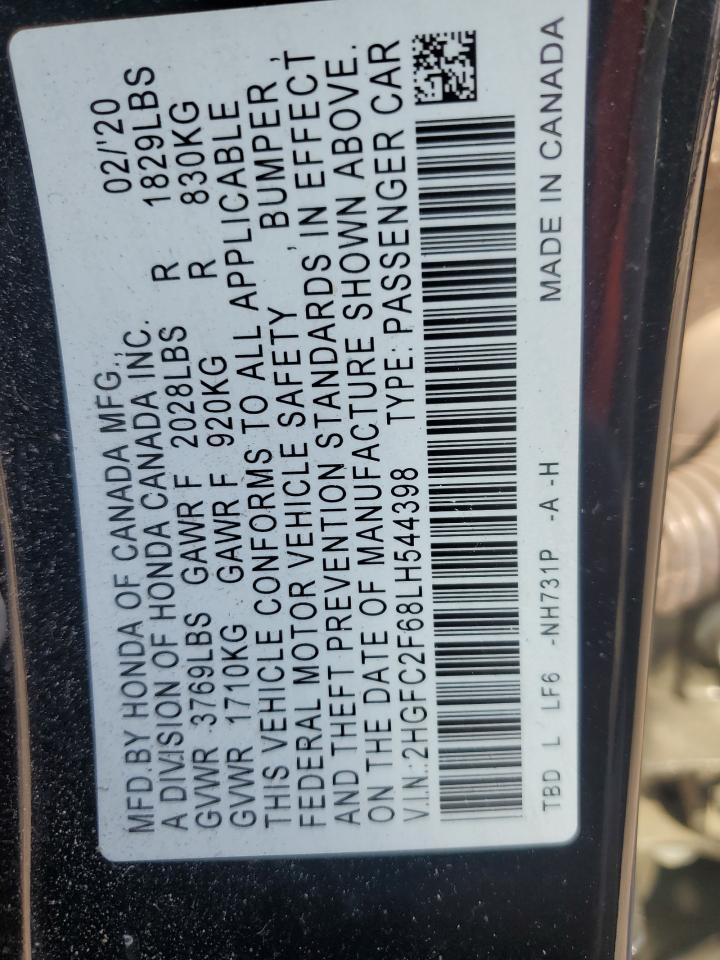 MFD.BY HONDA OF CANADA MFG., 02/'20
A DIVISION OF HONDA CANADA INC.
GVWR 3769LBS GAWR F 2028LBS R 1829LBS
GVWR 1710KG GAWR F 920KG R 830KG
THIS VEHICLE CONFORMS TO ALL APPLICABLE
FEDERAL MOTOR VEHICLE SAFETY , BUMPER ,
AND THEFT PREVENTION STANDARDS IN EFFECT
ON THE DATE OF MANUFACTURE SHOWN ABOVE.
V.I.N.:2HGFC2F68LH544398 TYPE:PASSENGER CAR
TBD L LF6 -NH731P -A -H MADE IN CANADA